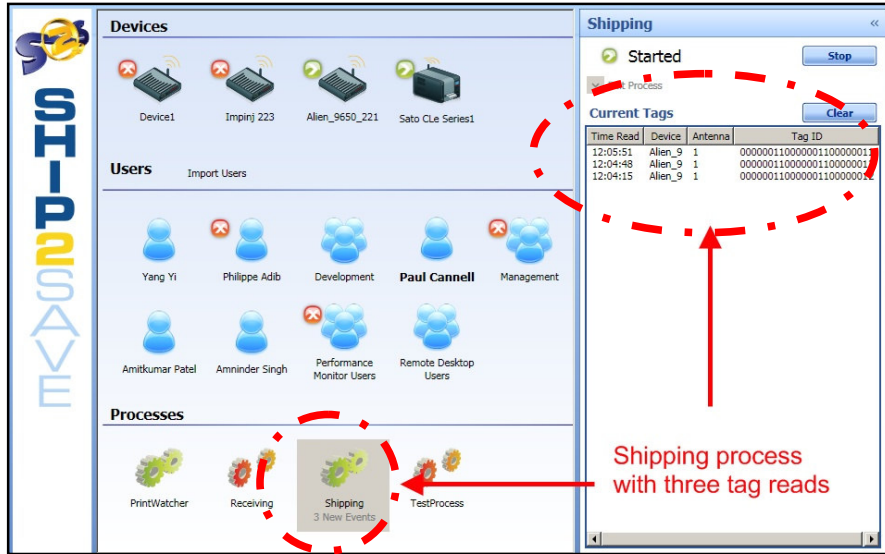 S2S
SHIP2SAVE
Devices
Device1
Impinj 223
Alien_9650_221
Sato CLe Series1
Users
Import Users
Yang Yi
Philippe Adib
Development
Paul Cannell
Management
Amitkumar Patel
Amninder Singh
Performance
Monitor Users
Remote Desktop
Users
Processes
PrintWatcher
Receiving
Shipping
3 New Events
TestProcess
Shipping
Started
Stop
Process
Current Tags
Clear
Time Read Device Antenna Tag ID
12:05:51 Alien_9 1
12:04:48 Alien_9 1
12:04:15 Alien_9 1
Shipping process
with three tag reads